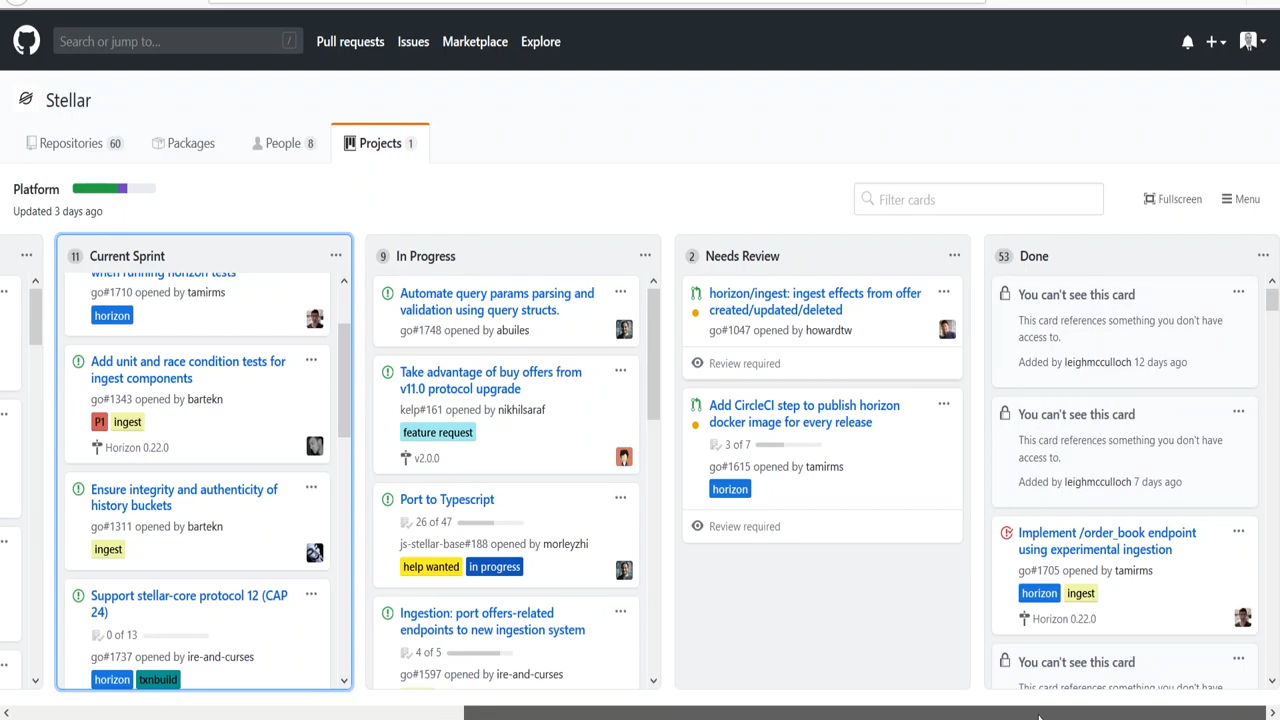 Search or jump to...
/
Pull requests
Issues
Marketplace
Explore
Stellar
Repositories 60
Packages
People 8
Projects 1
Platform
Updated 3 days ago
Filter cards
Fullscreen
Menu
11 Current Sprint
when running horizon tests
go#1710 opened by tamirms
horizon
Add unit and race condition tests for
ingest components
go#1343 opened by bartekn
P1 ingest
Horizon 0.22.0
Ensure integrity and authenticity of
history buckets
go#1311 opened by bartekn
ingest
Support stellar-core protocol 12 (CAP
24)
0 of 13
go#1737 opened by ire-and-curses
horizon txnbuild
9 In Progress
Automate query params parsing and
validation using query structs.
go#1748 opened by abuiles
Take advantage of buy offers from
v11.0 protocol upgrade
kelp#161 opened by nikhilsaraf
feature request
v2.0.0
Port to Typescript
26 of 47
js-stellar-base#188 opened by morleyzhi
help wanted in progress
Ingestion: port offers-related
endpoints to new ingestion system
4 of 5
go#1597 opened by ire-and-curses
2 Needs Review
horizon/ingest: ingest effects from offer
created/updated/deleted
go#1047 opened by howardtw
Review required
Add CircleCI step to publish horizon
docker image for every release
3 of 7
go#1615 opened by tamirms
horizon
Review required
53 Done
You can't see this card
This card references something you don't have
access to.
Added by leighmcculloch 12 days ago
You can't see this card
This card references something you don't have
access to.
Added by leighmcculloch 7 days ago
Implement /order_book endpoint
using experimental ingestion
go#1705 opened by tamirms
horizon ingest
Horizon 0.22.0
You can't see this card
This card references something you don't have